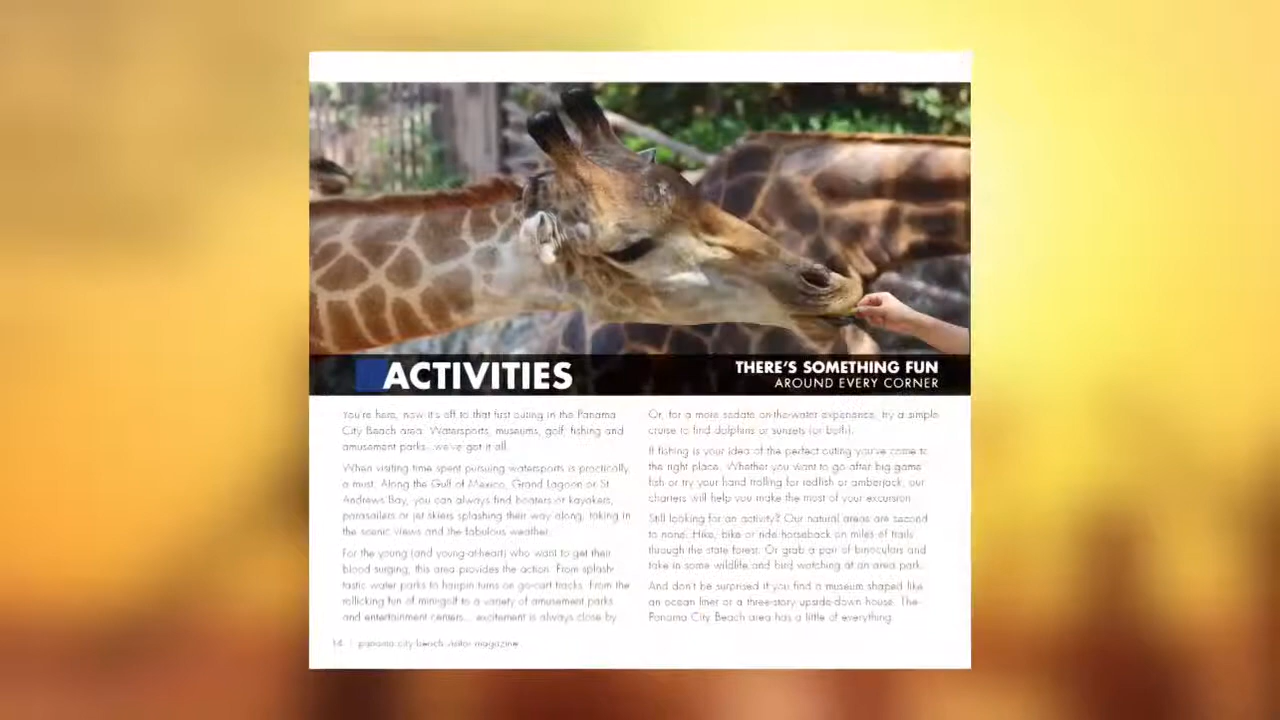 ACTIVITIES
THERE'S SOMETHING FUN
AROUND EVERY CORNER
You're here, now it's off to that first outing in the Panama
City Beach area. Watersports, museums, golf, fishing and
amusement parks...we've got it all.
When visiting time spent pursuing watersports is practically
a must. Along the Gulf of Mexico, Grand Lagoon or St.
Andrews Bay, you can always find boaters or kayakers,
parasailers or jet skiers splashing their way along, taking in
the scenic views and the fabulous weather.
For the young (and young-at-heart) who want to get their
blood surging, this area provides the action. From splash-
tastic water parks to hairpin turns on go-cart tracks. From the
rollicking fun of mini-golf to a variety of amusement parks
and entertainment centers... excitement is always close by.
Or, for a more sedate on-the-water experience, try a simple
cruise to find dolphins or sunsets (or both).
If fishing is your idea of the perfect outing you've come to
the right place. Whether you want to go after big game
fish or try your hand trolling for redfish or amberjack, our
charters will help you make the most of your excursion.
Still looking for an activity? Our natural areas are second
to none. Hike, bike or ride horseback on miles of trails
through the state forest. Or grab a pair of binoculars and
take in some wildlife and bird watching at an area park.
And don't be surprised if you find a museum shaped like
an ocean liner or a three-story upside-down house. The
Panama City Beach area has a little of everything.
14 | panama city beach visitor magazine